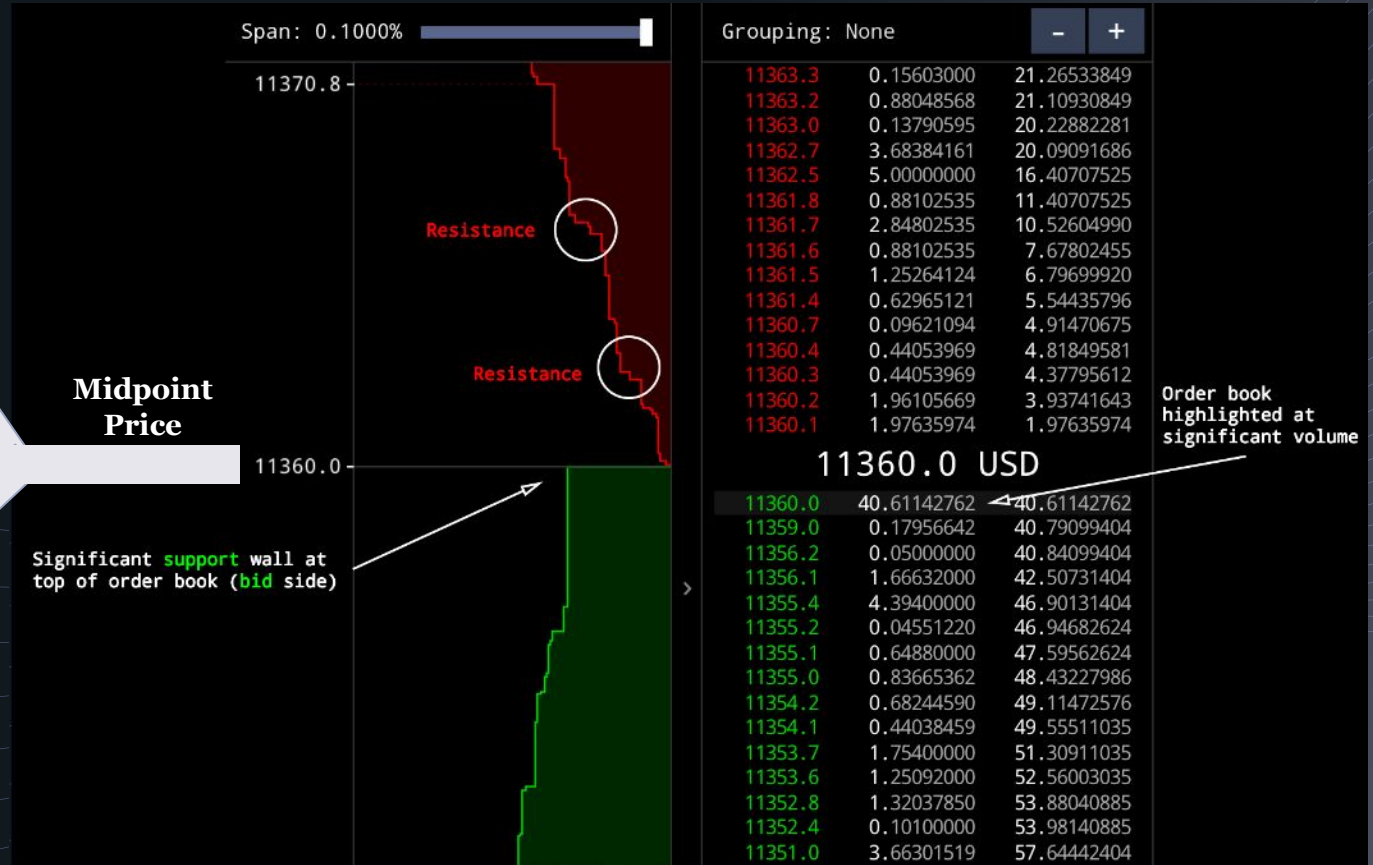 Span: 0.1000%
11370.8
Resistance
Resistance
Midpoint
Price
11360.0
Significant support wall at
top of order book (bid side)
›
Grouping: None
- +
11363.3 0.15603000 21.26533849
11363.2 0.88048568 21.10930849
11363.0 0.13790595 20.22882281
11362.7 3.68384161 20.09091686
11362.5 5.00000000 16.40707525
11361.8 0.88102535 11.40707525
11361.7 2.84802535 10.52604990
11361.6 0.88102535 7.67802455
11361.5 1.25264124 6.79699920
11361.4 0.62965121 5.54435796
11360.7 0.09621094 4.91470675
11360.4 0.44053969 4.81849581
11360.3 0.44053969 4.37795612
11360.2 1.96105669 3.93741643
11360.1 1.97635974 1.97635974
11360.0 USD
11360.0 40.61142762 40.61142762
11359.0 0.17956642 40.79099404
11356.2 0.05000000 40.84099404
11356.1 1.66632000 42.50731404
11355.4 4.39400000 46.90131404
11355.2 0.04551220 46.94682624
11355.1 0.64880000 47.59562624
11355.0 0.83665362 48.43227986
11354.2 0.68244590 49.11472576
11354.1 0.44038459 49.55511035
11353.7 1.75400000 51.30911035
11353.6 1.25092000 52.56003035
11352.8 1.32037850 53.88040885
11352.4 0.10100000 53.98140885
11351.0 3.66301519 57.64442404
Order book
highlighted at
significant volume